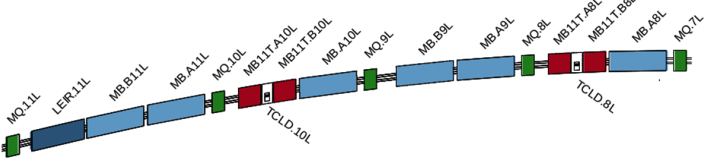 MQ.11L
LEIR.11L
MB.B11L
MB.A11L
MQ.10L
MB11T.A10L
MB11T.B10L
TCLD.10L
MB.A10L
MQ.9L
MB.B9L
MB.A9L
MQ.8L
MB11T.A8L
MB11T.B8L
TCLD.8L
MB.A8L
MQ.7L